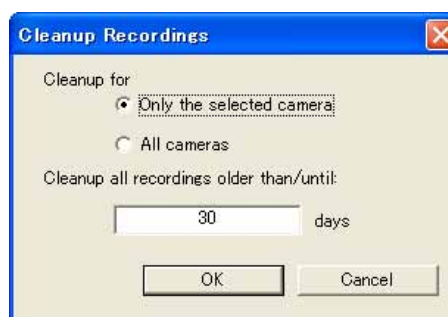 Cleanup Recordings
Cleanup for
Only the selected camera
All cameras
Cleanup all recordings older than/until:
30 days
OK Cancel